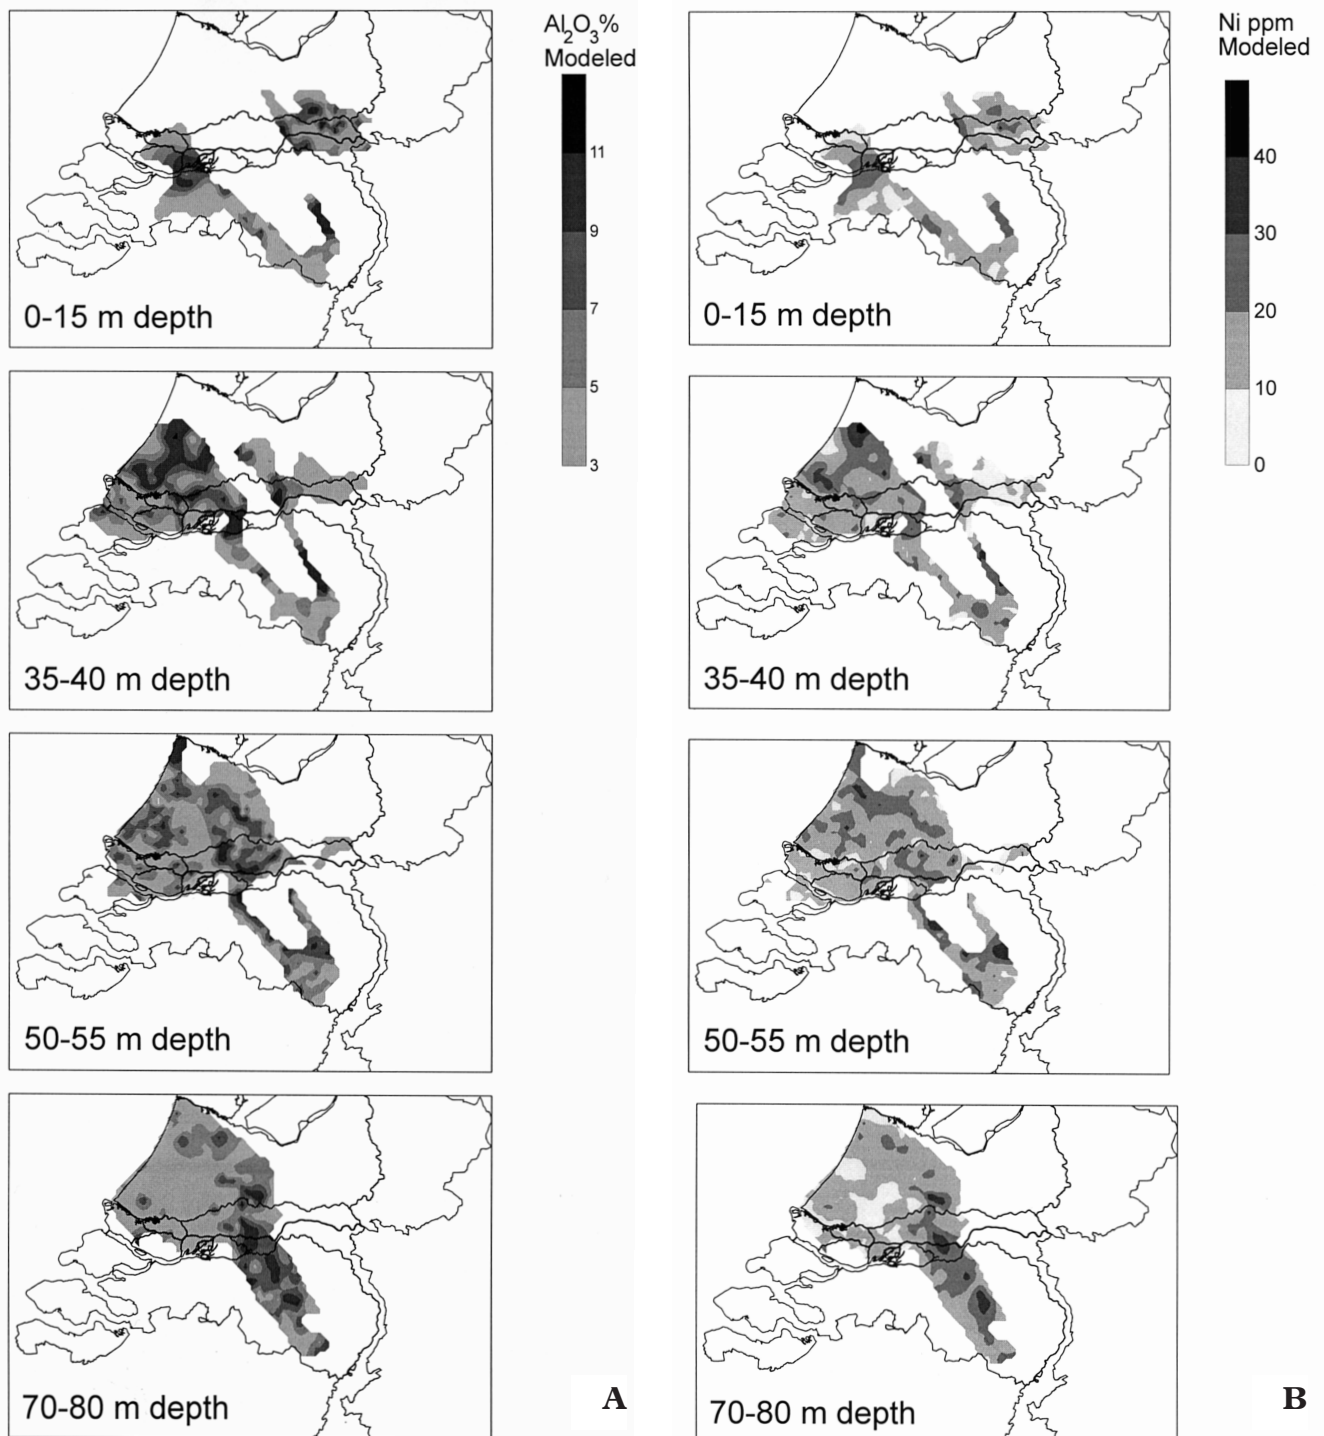 Al₂O₃%
Modeled
11
9
7
5
3
0-15 m depth
35-40 m depth
50-55 m depth
70-80 m depth
A
Ni ppm
Modeled
40
30
20
10
0
0-15 m depth
35-40 m depth
50-55 m depth
70-80 m depth
B